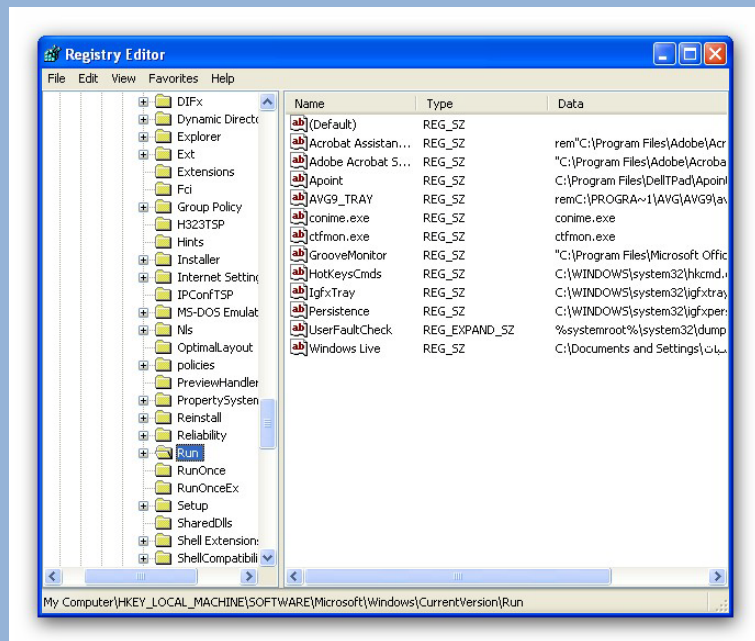 Registry Editor
File Edit View Favorites Help
DIFx
Dynamic Directo
Explorer
Ext
Extensions
Fci
Group Policy
H323TSP
Hints
Installer
Internet Setting
IPConfTSP
MS-DOS Emulat
Nls
OptimalLayout
policies
PreviewHandler
PropertySystem
Reinstall
Reliability
Run
RunOnce
RunOnceEx
Setup
SharedDlls
Shell Extensions
ShellCompatibili
Name Type Data
(Default) REG_SZ
Acrobat Assistan... REG_SZ rem"C:\Program Files\Adobe\Acr
Adobe Acrobat S... REG_SZ "C:\Program Files\Adobe\Acroba
Apoint REG_SZ C:\Program Files\DellTPad\Apoint
AVG9_TRAY REG_SZ remC:\PROGRA~1\AVG\AVG9\av
conime.exe REG_SZ conime.exe
ctfmon.exe REG_SZ ctfmon.exe
GrooveMonitor REG_SZ "C:\Program Files\Microsoft Offic
HotKeysCmds REG_SZ C:\WINDOWS\system32\hkcmd.
IgfxTray REG_SZ C:\WINDOWS\system32\igfxtray
Persistence REG_SZ C:\WINDOWS\system32\igfxpers
UserFaultCheck REG_EXPAND_SZ %systemroot%\system32\dump
Windows Live REG_SZ C:\Documents and Settings\
My Computer\HKEY_LOCAL_MACHINE\SOFTWARE\Microsoft\Windows\CurrentVersion\Run